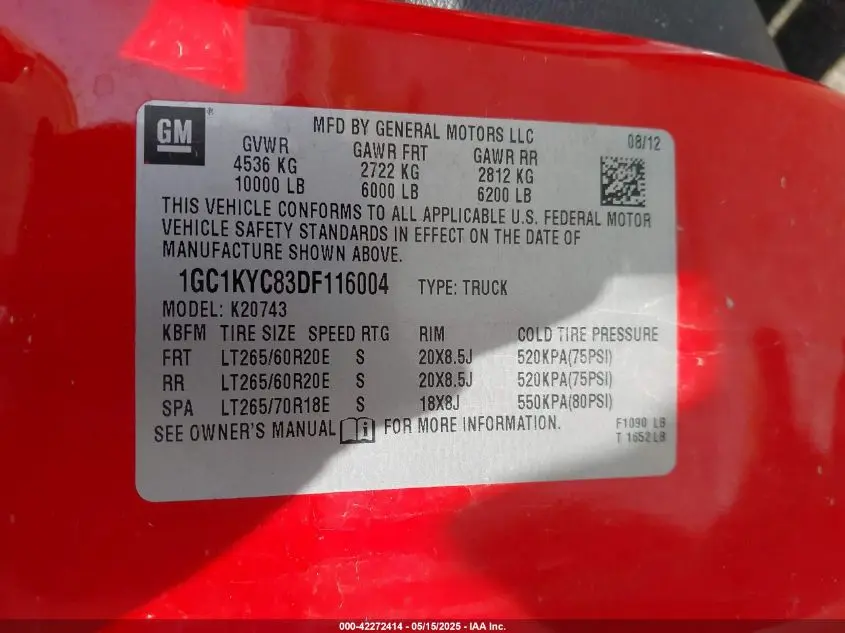 GM ®
MFD BY GENERAL MOTORS LLC 08/12
GVWR GAWR FRT GAWR RR
4536 KG 2722 KG 2812 KG
10000 LB 6000 LB 6200 LB
THIS VEHICLE CONFORMS TO ALL APPLICABLE U.S. FEDERAL MOTOR
VEHICLE SAFETY STANDARDS IN EFFECT ON THE DATE OF
MANUFACTURE SHOWN ABOVE.
1GC1KYC83DF116004 TYPE: TRUCK
MODEL: K20743
KBFM TIRE SIZE SPEED RTG RIM COLD TIRE PRESSURE
FRT LT265/60R20E S 20X8.5J 520KPA(75PSI)
RR LT265/60R20E S 20X8.5J 520KPA(75PSI)
SPA LT265/70R18E S 18X8J 550KPA(80PSI)
SEE OWNER'S MANUAL i FOR MORE INFORMATION.
F1090 LB
T 1652LB
000-42272414 - 05/15/2025 - IAA Inc.